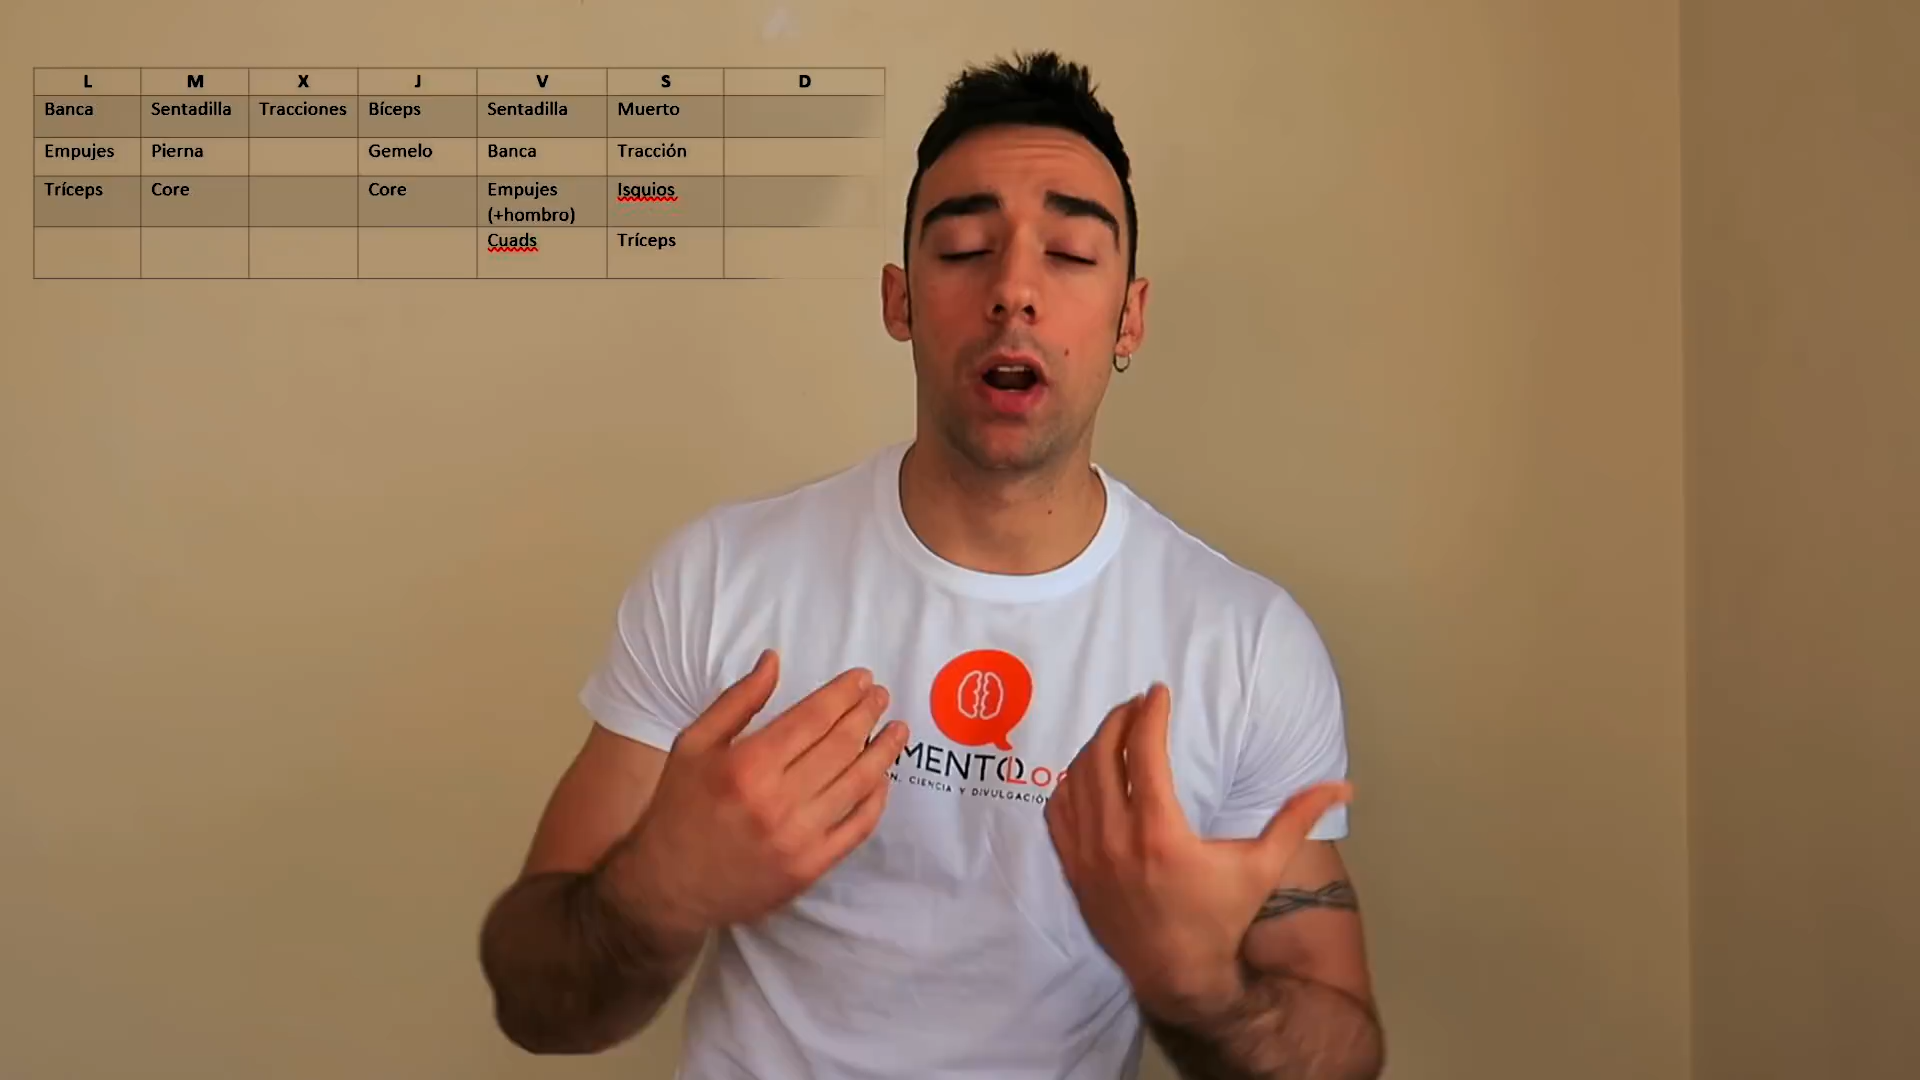 L M X J V S D
Banca Sentadilla Tracciones Bíceps Sentadilla Muerto
Empujes Pierna Gemelo Banca Tracción
Tríceps Core Core Empujes Isquios
(+hombro)
Cuads Tríceps
MENTO
CIENCIA Y DIVULGACIÓN